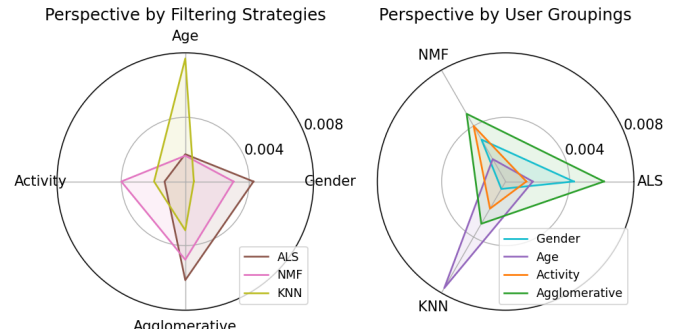 Perspective by Filtering Strategies
Age
0.008
0.004
Activity
Gender
ALS
NMF
KNN
Agglomerative
Perspective by User Groupings
NMF
0.008
0.004
ALS
Gender
Age
Activity
Agglomerative
KNN